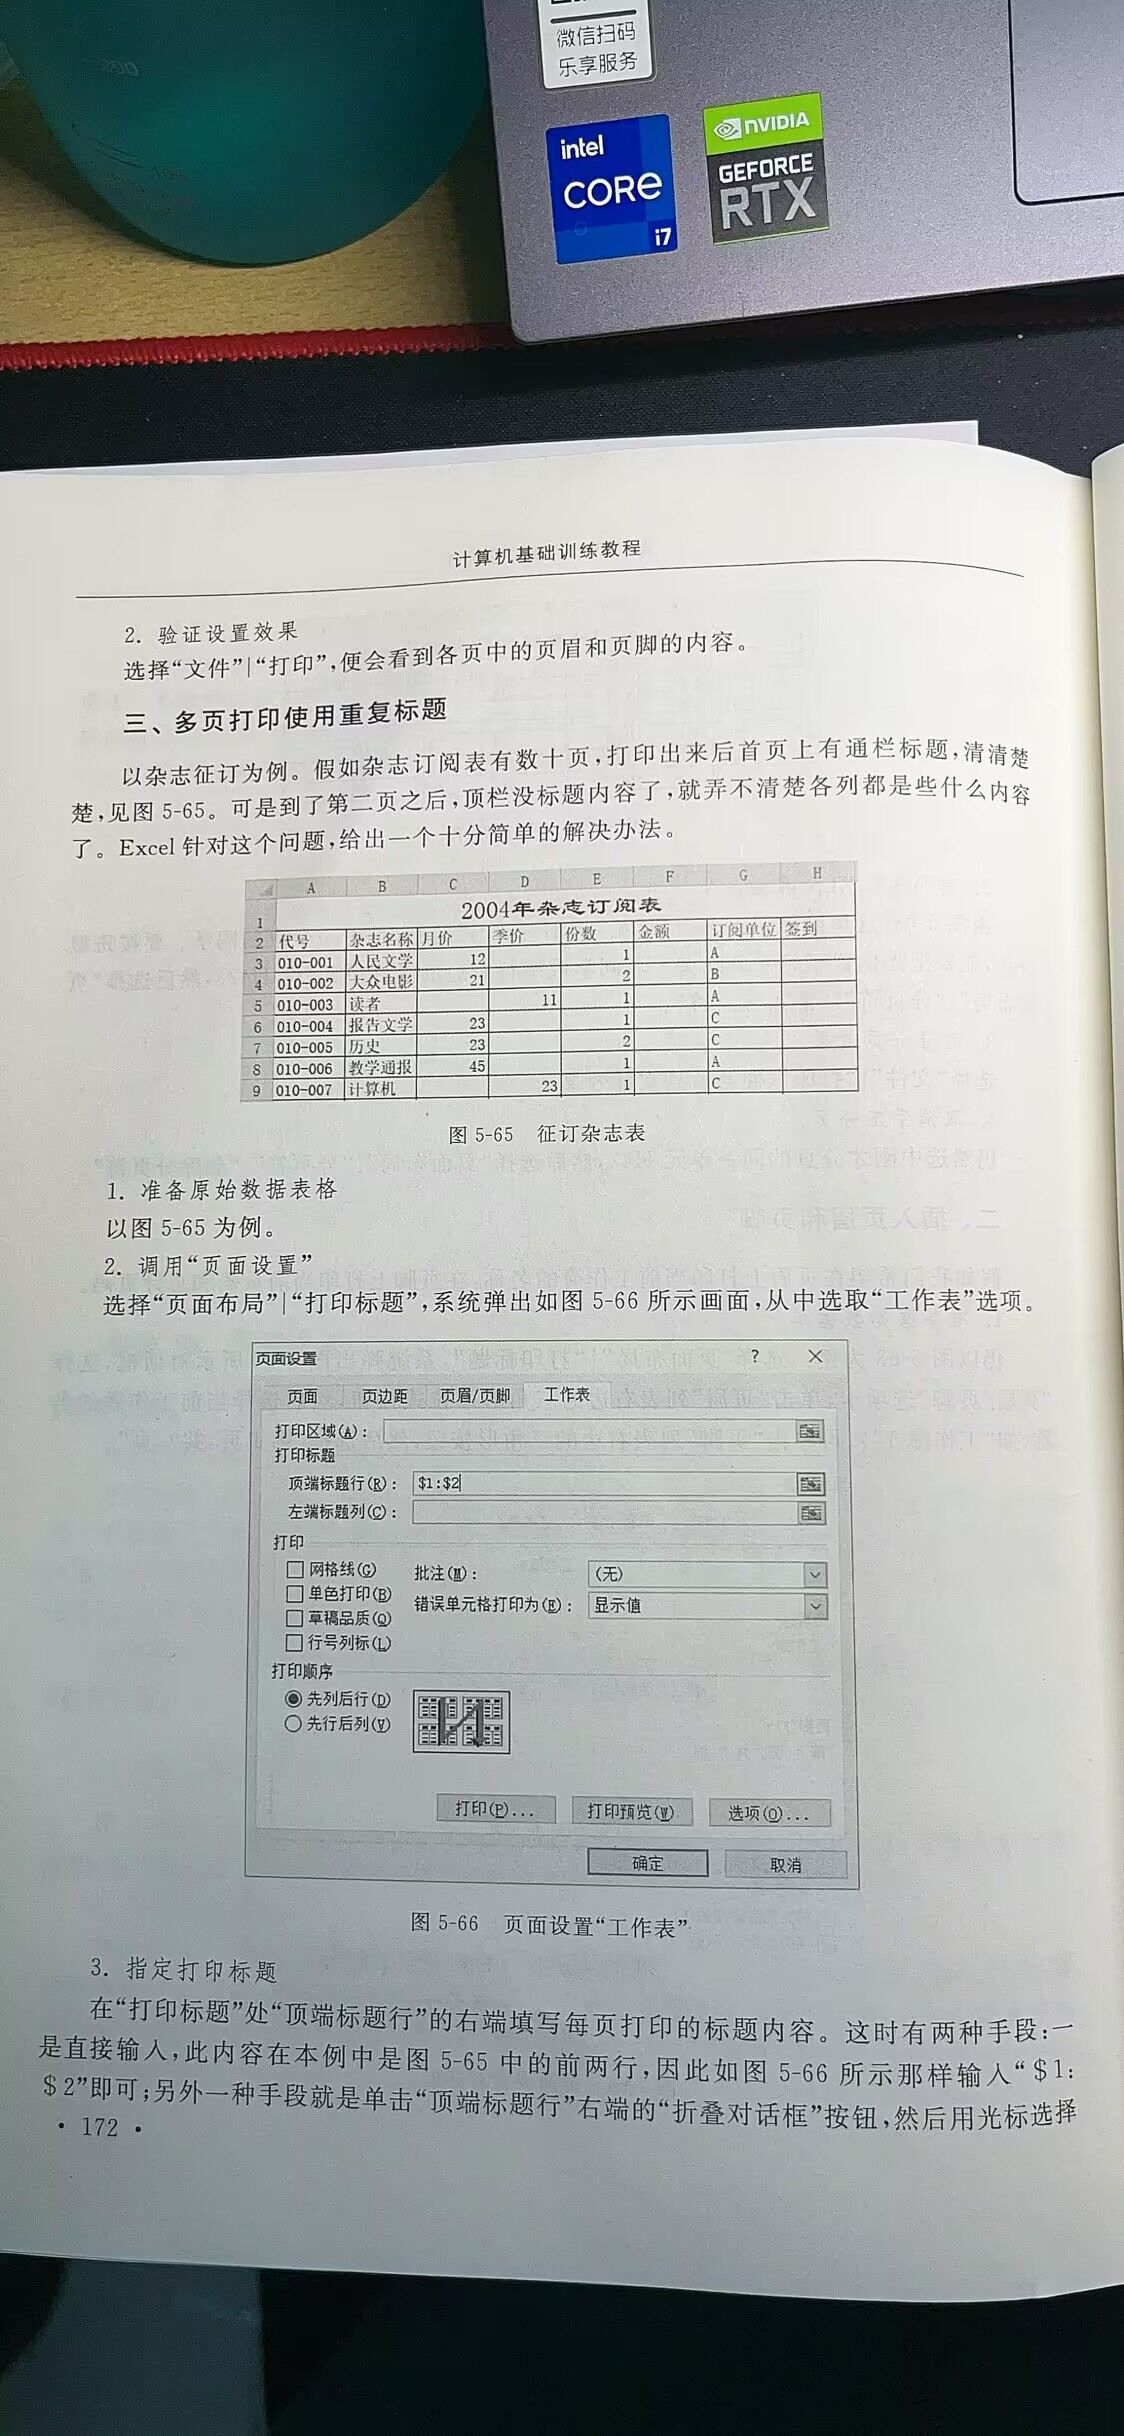 微信扫码
乐享服务
intel
CORE
i7
NVIDIA
GEFORCE
RTX
计算机基础训练教程
2. 验证设置效果
选择“文件”|“打印”,便会看到各页中的页眉和页脚的内容。
三、多页打印使用重复标题
以杂志征订为例。假如杂志订阅表有数十页,打印出来后首页上有通栏标题,清清楚
楚,见图 5-65。可是到了第二页之后,顶栏没标题内容了,就弄不清楚各列都是些什么内容
了。Excel 针对这个问题,给出一个十分简单的解决办法。
A B C D E F G H
1 2004年杂志订阅表
2 代号 杂志名称 月价 季价 份数 金额 订阅单位 签到
3 010-001 人民文学 12 1 A
4 010-002 大众电影 21 2 B
5 010-003 读者 11 1 A
6 010-004 报告文学 23 1 C
7 010-005 历史 23 2 C
8 010-006 教学通报 45 1 A
9 010-007 计算机 23 1 C
图 5-65 征订杂志表
1. 准备原始数据表格
以图 5-65 为例。
2. 调用“页面设置”
选择“页面布局”|“打印标题”,系统弹出如图 5-66 所示画面,从中选取“工作表”选项。
页面设置 ? ×
页面 页边距 页眉/页脚 工作表
打印区域(A):
打印标题
顶端标题行(R): $1:$2
左端标题列(C):
打印
网格线(G) 批注(M): (无)
单色打印(B) 错误单元格打印为(E): 显示值
草稿品质(Q)
行号列标(L)
打印顺序
先列后行(D)
先行后列(V)
打印(P)... 打印预览(W) 选项(O)...
确定 取消
图 5-66 页面设置“工作表”
3. 指定打印标题
在“打印标题”处“顶端标题行”的右端填写每页打印的标题内容。这时有两种手段:一
是直接输入,此内容在本例中是图 5-65 中的前两行,因此如图 5-66 所示那样输入“$1:
$2”即可;另外一种手段就是单击“顶端标题行”右端的“折叠对话框”按钮,然后用光标选择
· 172 ·